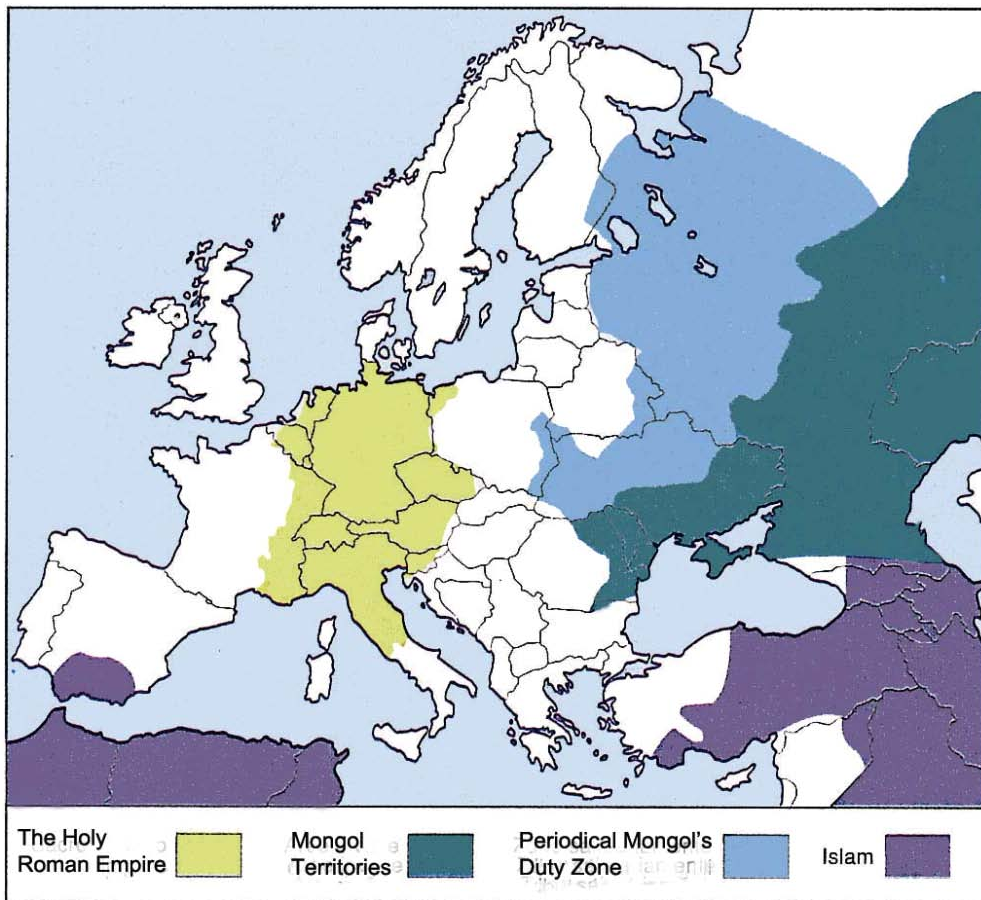 The Holy
Roman Empire
Mongol
Territories
Periodical Mongol's
Duty Zone
Islam